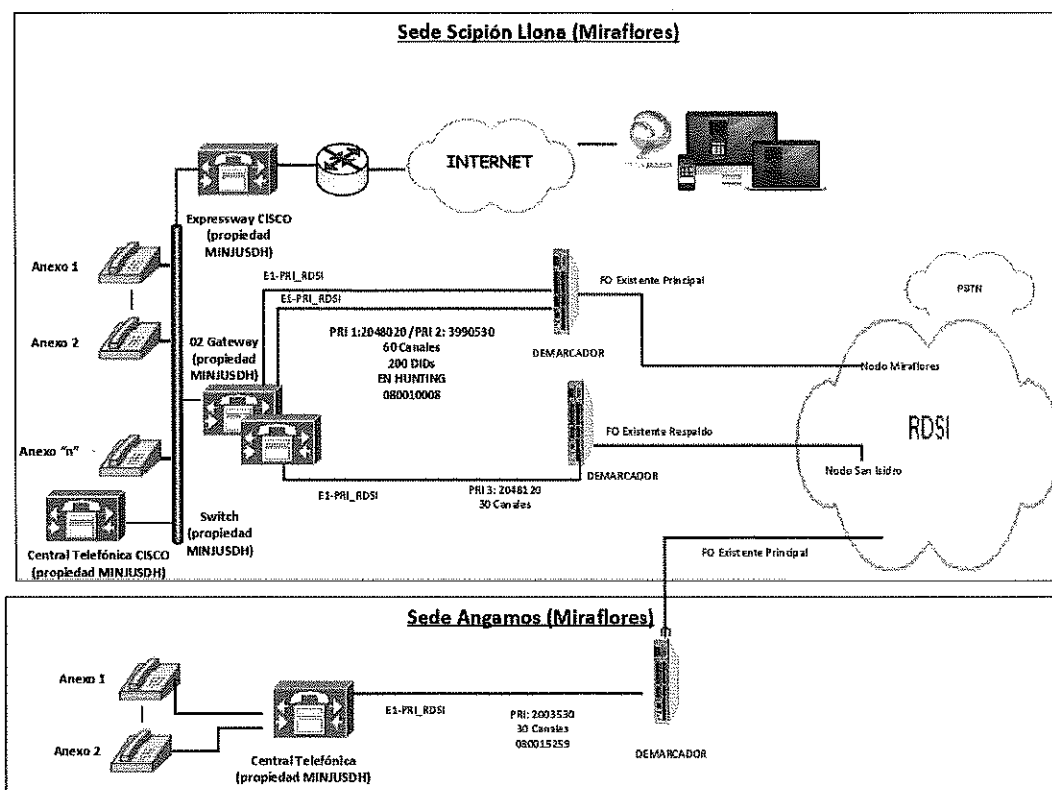 Sede Scipión Llona (Miraflores)
INTERNET
Expressway CISCO
(propiedad
MINJUSDH)
Anexo 1
Anexo 2
Anexo "n"
02 Gateway
(propiedad
MINJUSDH)
E1-PRI_RDSI
E1-PRI_RDSI
PRI 1:2048020 / PRI 2: 3990530
60 Canales
200 DIDs
EN HUNTING
080010008
DEMARCADOR
FO Existente Principal
PSTN
Nodo Miraflores
RDSI
FO Existente Respaldo
Nodo San Isidro
DEMARCADOR
E1-PRI_RDSI
PRI 3: 2048120
30 Canales
Switch
(propiedad
MINJUSDH)
Central Telefónica CISCO
(propiedad MINJUSDH)
FO Existente Principal
Sede Angamos (Miraflores)
Anexo 1
Anexo 2
Central Telefónica
(propiedad MINJUSDH)
E1-PRI_RDSI
PRI: 2003530
30 Canales
080015259
DEMARCADOR